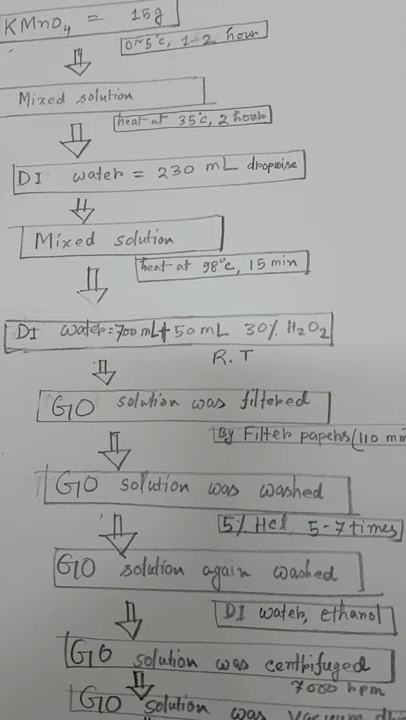 KMnO₄ = 15g
0~5°c, 1-2 hour
Mixed solution
heat at 35°c, 2 hour
DI water = 230 mL dropwise
Mixed solution
heat at 98°c, 15 min
DI water = 700 mL + 50 mL 30% H₂O₂
R.T
GO solution was filtered
By Filter papers (110 mm
GO solution was washed
5% Hcl 5-7 times
GO solution again washed
DI water, ethanol
GO solution was centrifuged
7000 rpm
GO solution was vacuum